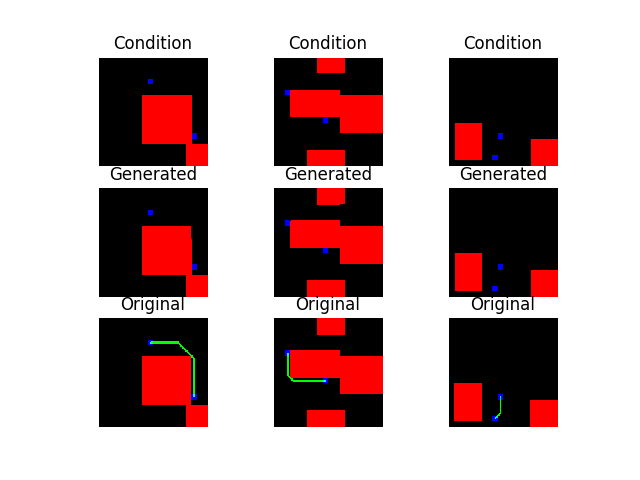 Condition Condition Condition
Generated Generated Generated
Original Original Original